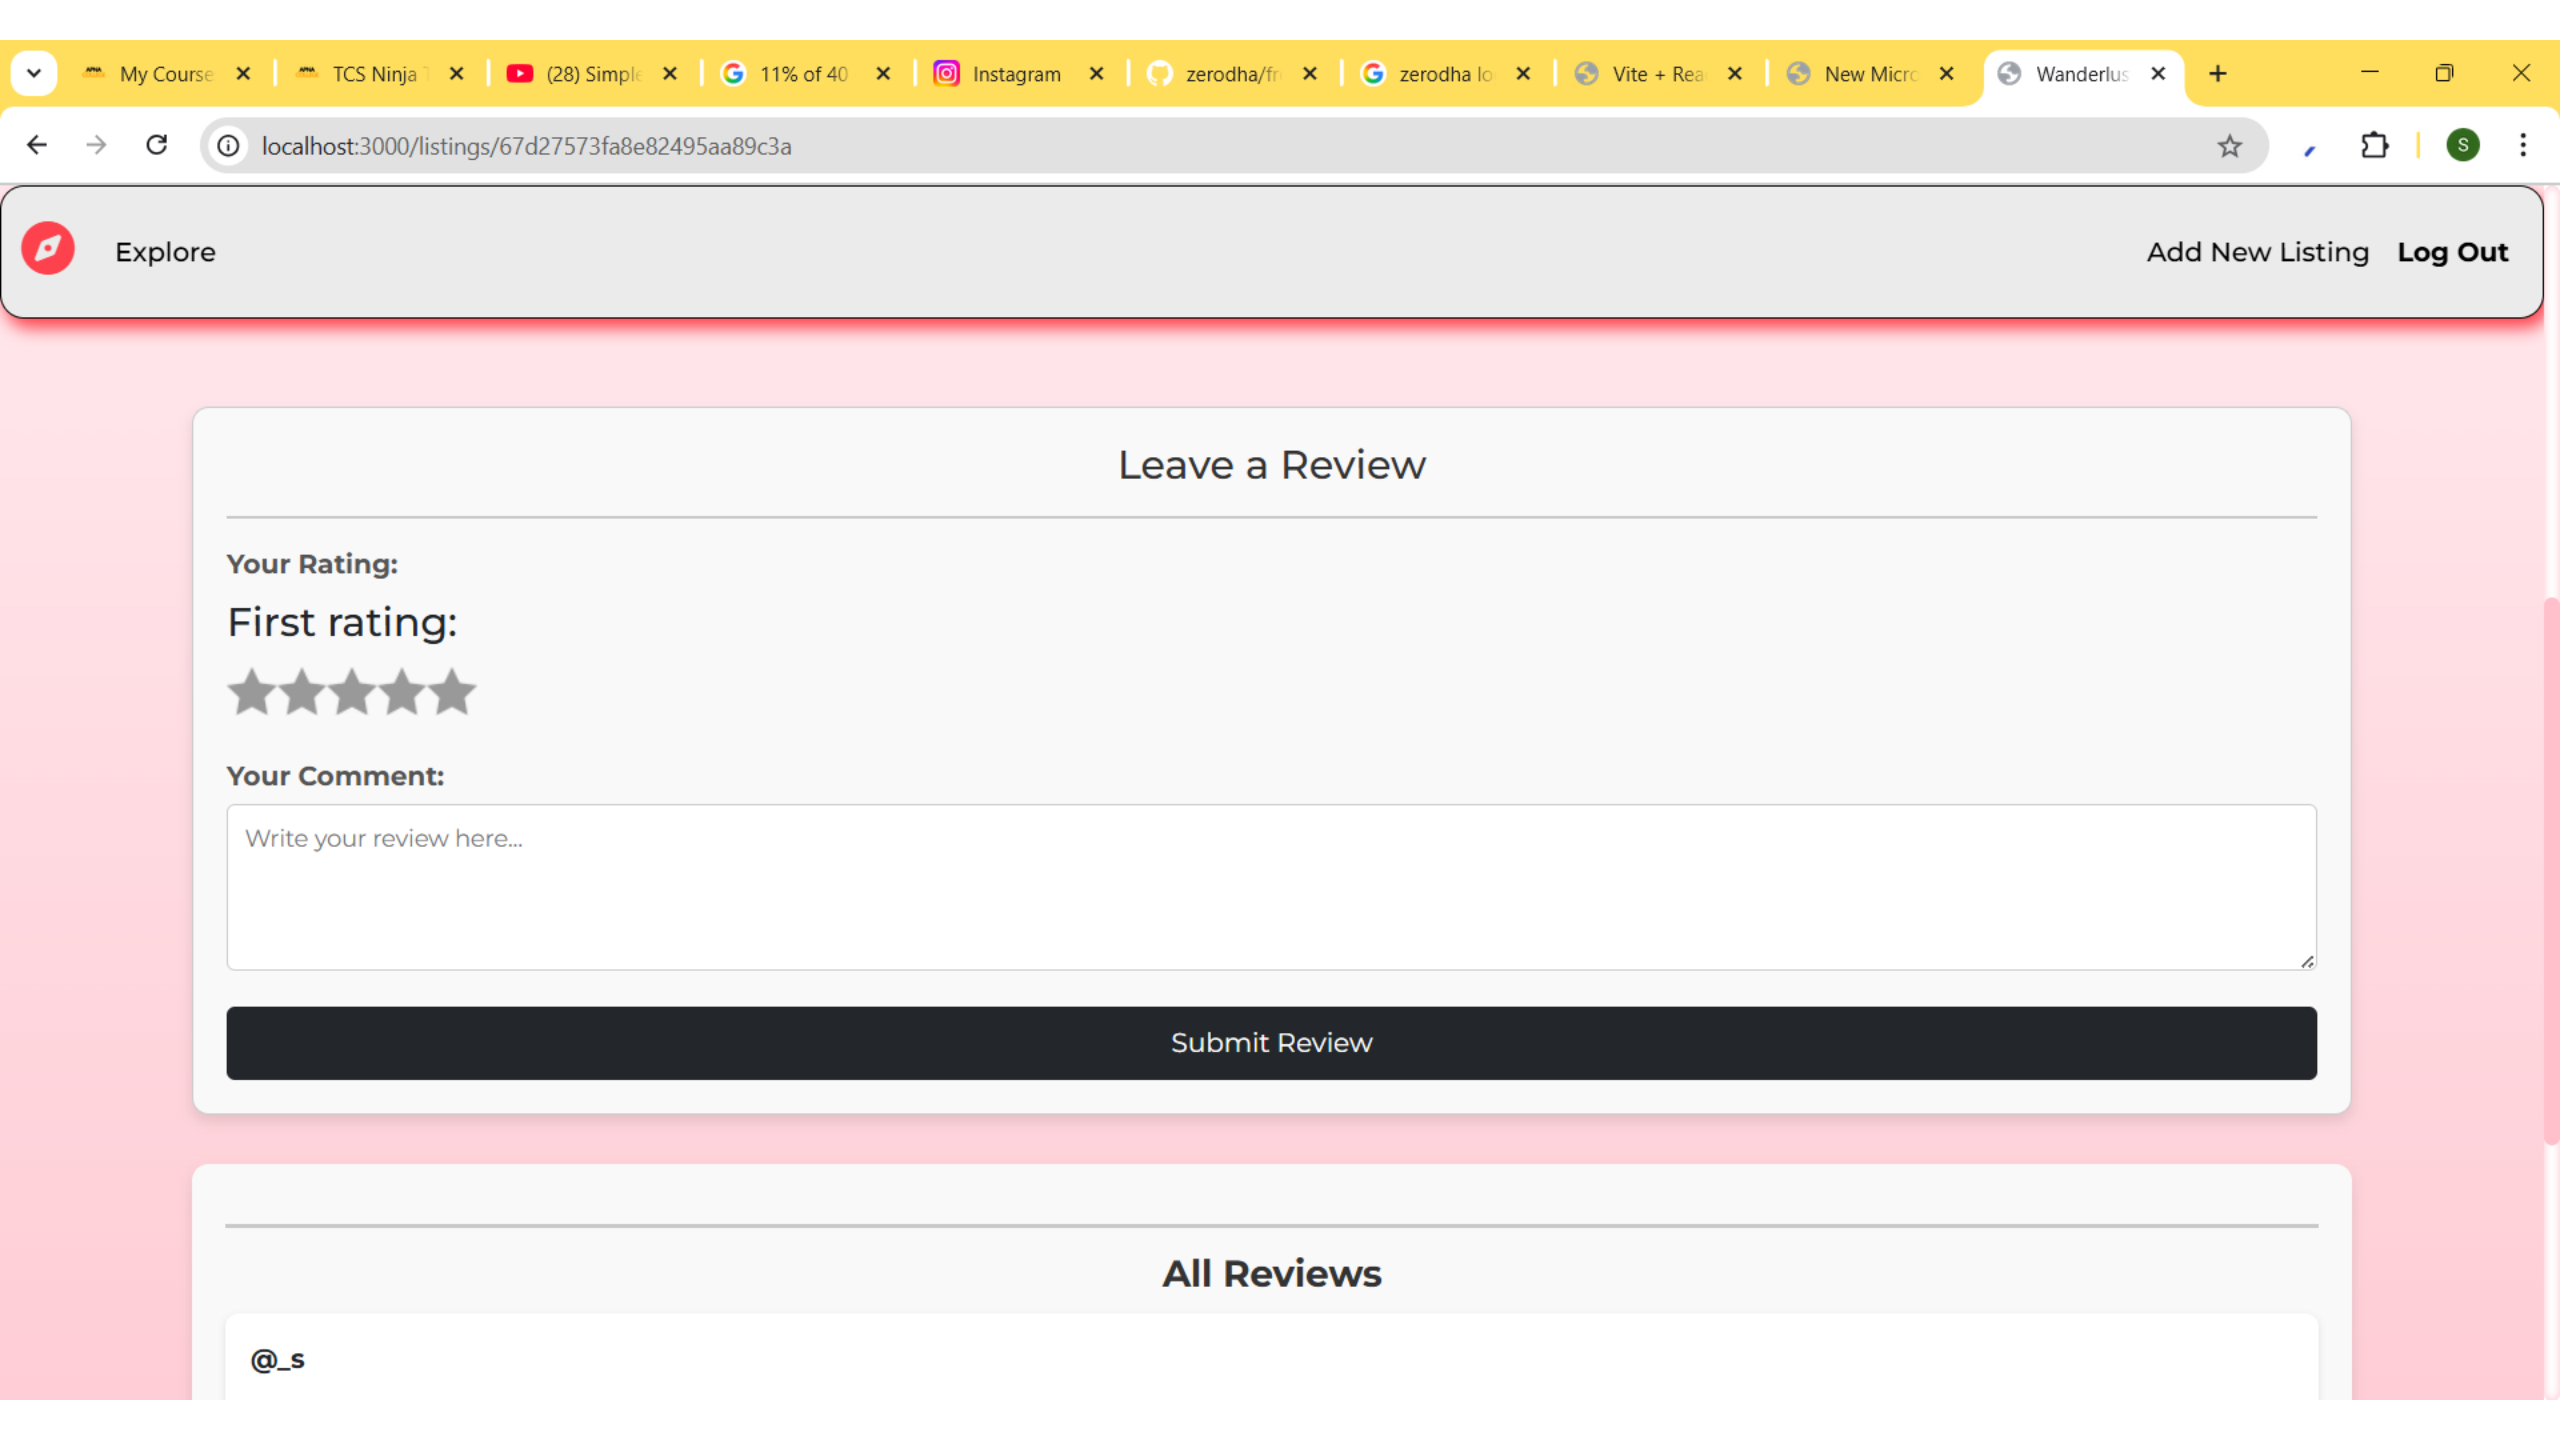 My Course
TCS Ninja
(28) Simple
11% of 40
Instagram
zerodha/fr
zerodha lo
Vite + Rea
New Micro
Wanderlus
localhost:3000/listings/67d27573fa8e82495aa89c3a
S
Explore
Add New Listing
Log Out
Leave a Review
Your Rating:
First rating:
Your Comment:
Write your review here...
Submit Review
All Reviews
@_s